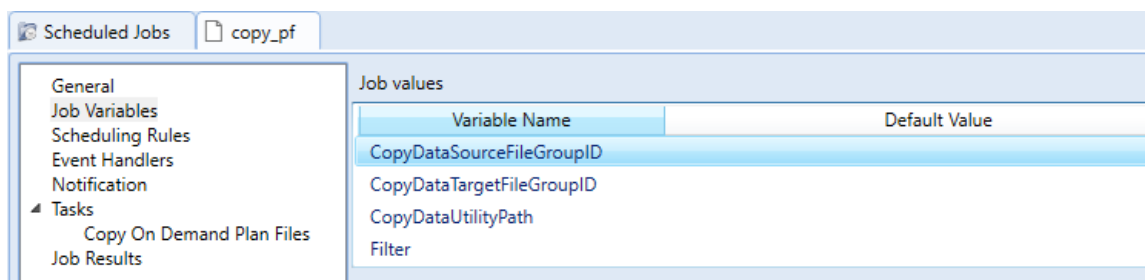 Scheduled Jobs
copy_pf
General
Job Variables
Scheduling Rules
Event Handlers
Notification
Tasks
Copy On Demand Plan Files
Job Results
Job values
Variable Name Default Value
CopyDataSourceFileGroupID
CopyDataTargetFileGroupID
CopyDataUtilityPath
Filter